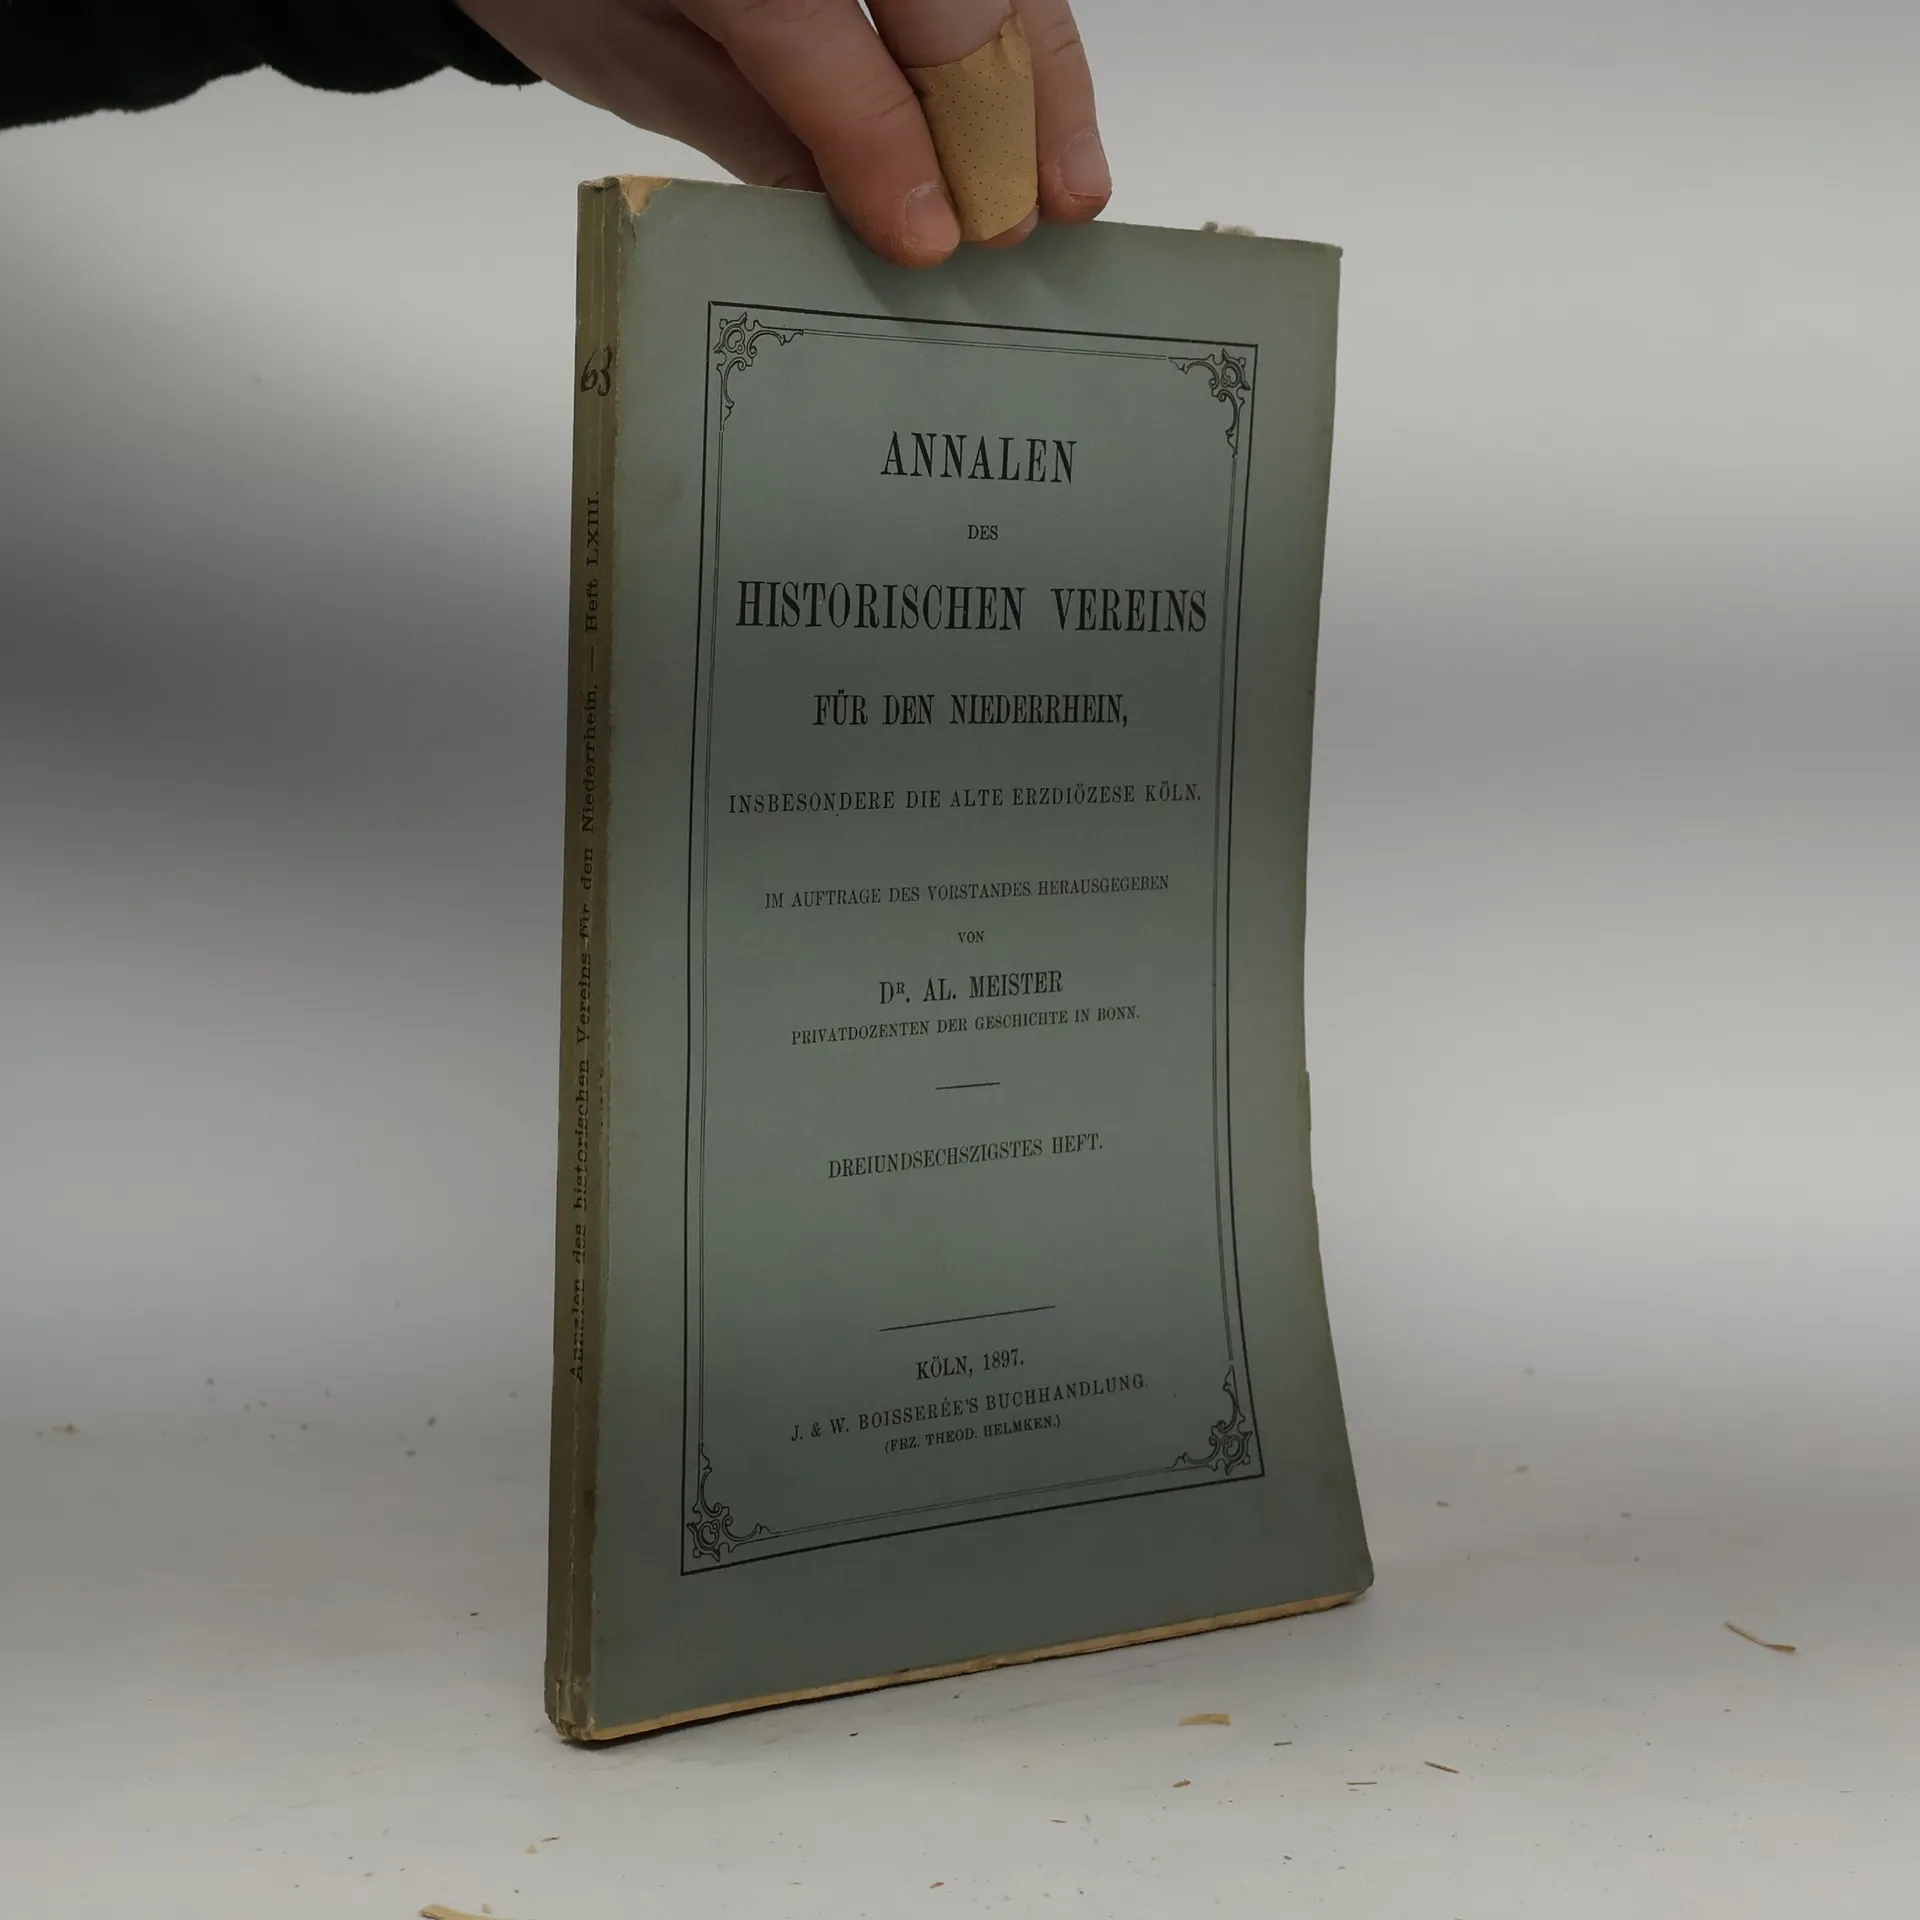 63
Annalen des historischen Vereins für den Niederrhein. — Heft LXIII.
ANNALEN
DES
HISTORISCHEN VEREINS
FÜR DEN NIEDERRHEIN,
INSBESONDERE DIE ALTE ERZDIÖZESE KÖLN.
IM AUFTRAGE DES VORSTANDES HERAUSGEGEBEN
VON
DR. AL. MEISTER
PRIVATDOZENTEN DER GESCHICHTE IN BONN.
DREIUNDSECHSZIGSTES HEFT.
KÖLN, 1897.
J. & W. BOISSERÉE'S BUCHHANDLUNG.
(FRZ. THEOD. HELMKEN.)